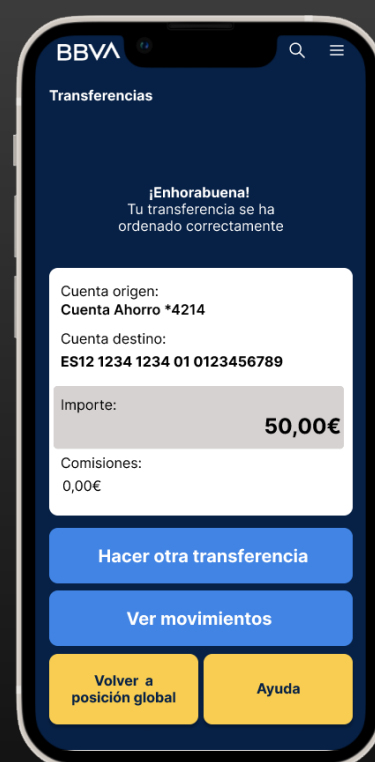 BBVA
Transferencias
¡Enhorabuena!
Tu transferencia se ha
ordenado correctamente
Cuenta origen:
Cuenta Ahorro *4214
Cuenta destino:
ES12 1234 1234 01 0123456789
Importe:
50,00€
Comisiones:
0,00€
Hacer otra transferencia
Ver movimientos
Volver a
posición global
Ayuda